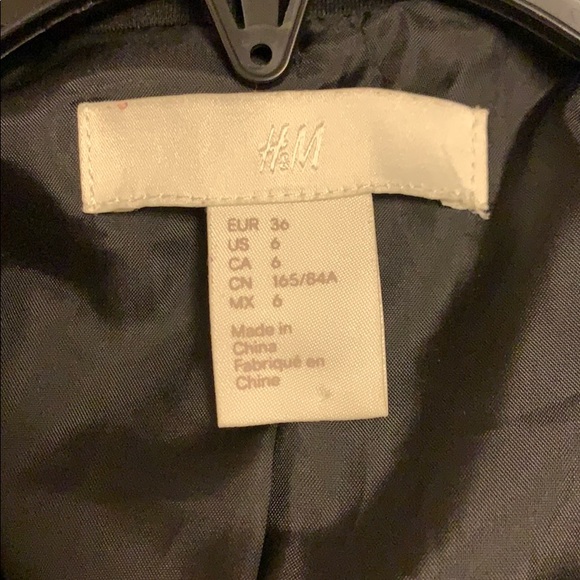 H&M
EUR 36
US 6
CA 6
CN 165/84A
MX 6
Made in
China
Fabriqué en
Chine